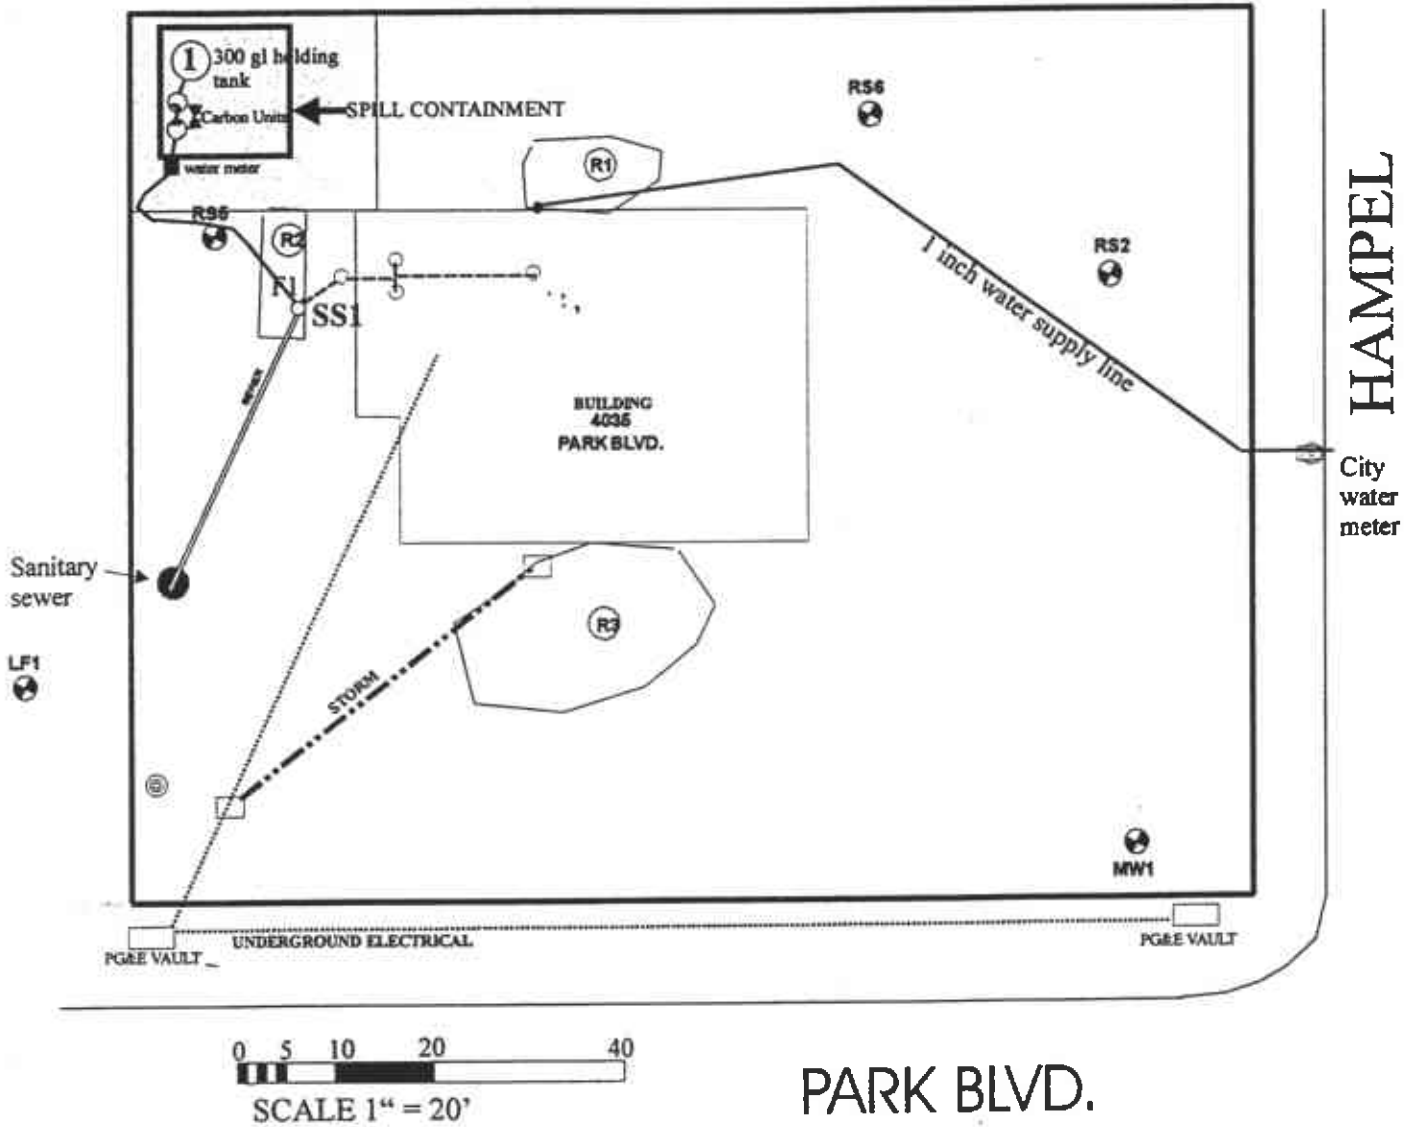 1
300 gl holding
tank
Carbon Units
SPILL CONTAINMENT
water meter
RS6
R1
HAMPEL
RS5
R2
RS2
F1
SS1
1 inch water supply line
SEWER
BUILDING
4035
PARK BLVD.
City
water
meter
Sanitary
sewer
R3
LF1
STORM
MW1
UNDERGROUND ELECTRICAL
PG&E VAULT
PG&E VAULT
0 5 10 20 40
SCALE 1“ = 20’
PARK BLVD.